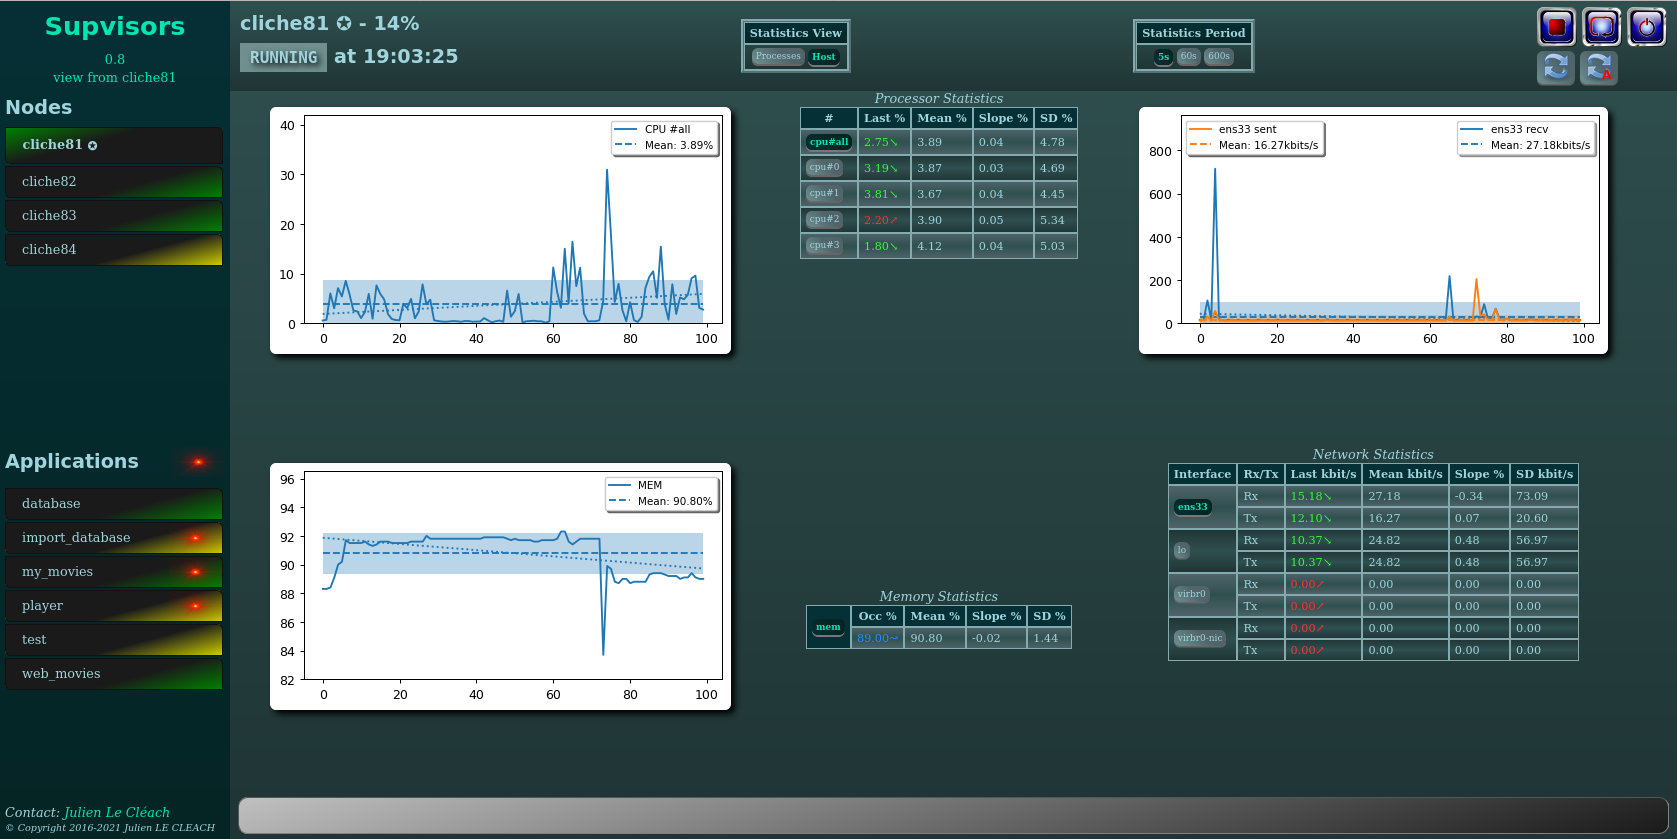 Supvisors
0.8
view from cliche81
Nodes
cliche81 ✪
cliche82
cliche83
cliche84
Applications
database
import_database
my_movies
player
test
web_movies
Contact: Julien Le Cléach
© Copyright 2016-2021 Julien LE CLEACH
cliche81 ✪ - 14%
RUNNING at 19:03:25
Statistics View
Processes Host
Statistics Period
5s 60s 600s
A
CPU #all
Mean: 3.89%
40
30
20
10
0
0 20 40 60 80 100
Processor Statistics
# Last % Mean % Slope % SD %
cpu#all 2.75↘ 3.89 0.04 4.78
cpu#0 3.19↘ 3.87 0.03 4.69
cpu#1 3.81↘ 3.67 0.04 4.45
cpu#2 2.20↗ 3.90 0.05 5.34
cpu#3 1.80↘ 4.12 0.04 5.03
ens33 sent
Mean: 16.27kbits/s
ens33 recv
Mean: 27.18kbits/s
800
600
400
200
0
0 20 40 60 80 100
MEM
Mean: 90.80%
96
94
92
90
88
86
84
82
0 20 40 60 80 100
Memory Statistics
mem Occ % Mean % Slope % SD %
89.00~ 90.80 -0.02 1.44
Network Statistics
Interface Rx/Tx Last kbit/s Mean kbit/s Slope % SD kbit/s
ens33 Rx 15.18↘ 27.18 -0.34 73.09
Tx 12.10↘ 16.27 0.07 20.60
lo Rx 10.37↘ 24.82 0.48 56.97
Tx 10.37↘ 24.82 0.48 56.97
virbr0 Rx 0.00↗ 0.00 0.00 0.00
Tx 0.00↗ 0.00 0.00 0.00
virbr0-nic Rx 0.00↗ 0.00 0.00 0.00
Tx 0.00↗ 0.00 0.00 0.00